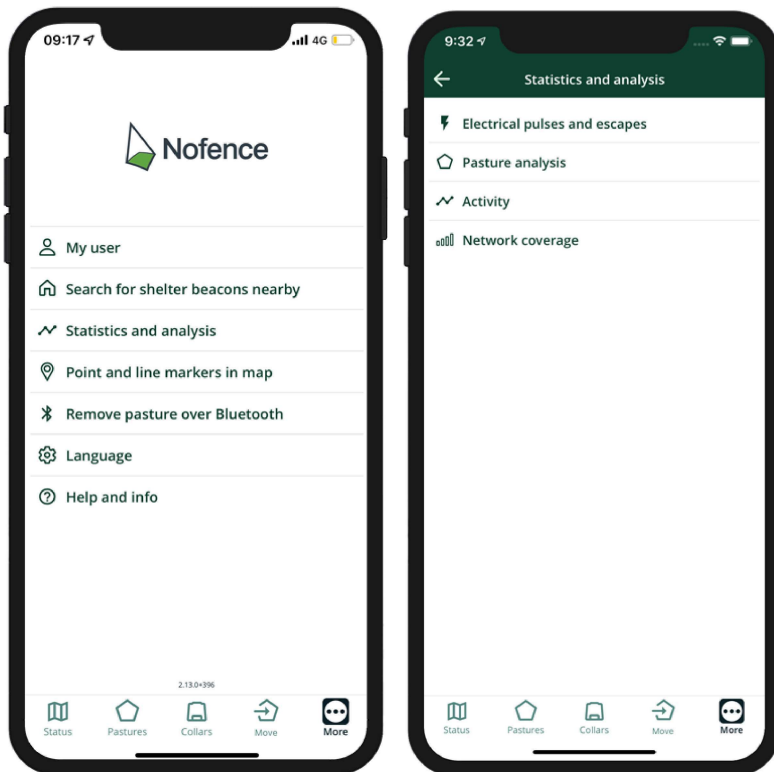 09:17 4G
Nofence
My user
Search for shelter beacons nearby
Statistics and analysis
Point and line markers in map
Remove pasture over Bluetooth
Language
Help and info
2.13.0+396
Status Pastures Collars Move More
9:32
Statistics and analysis
Electrical pulses and escapes
Pasture analysis
Activity
Network coverage
Status Pastures Collars Move More